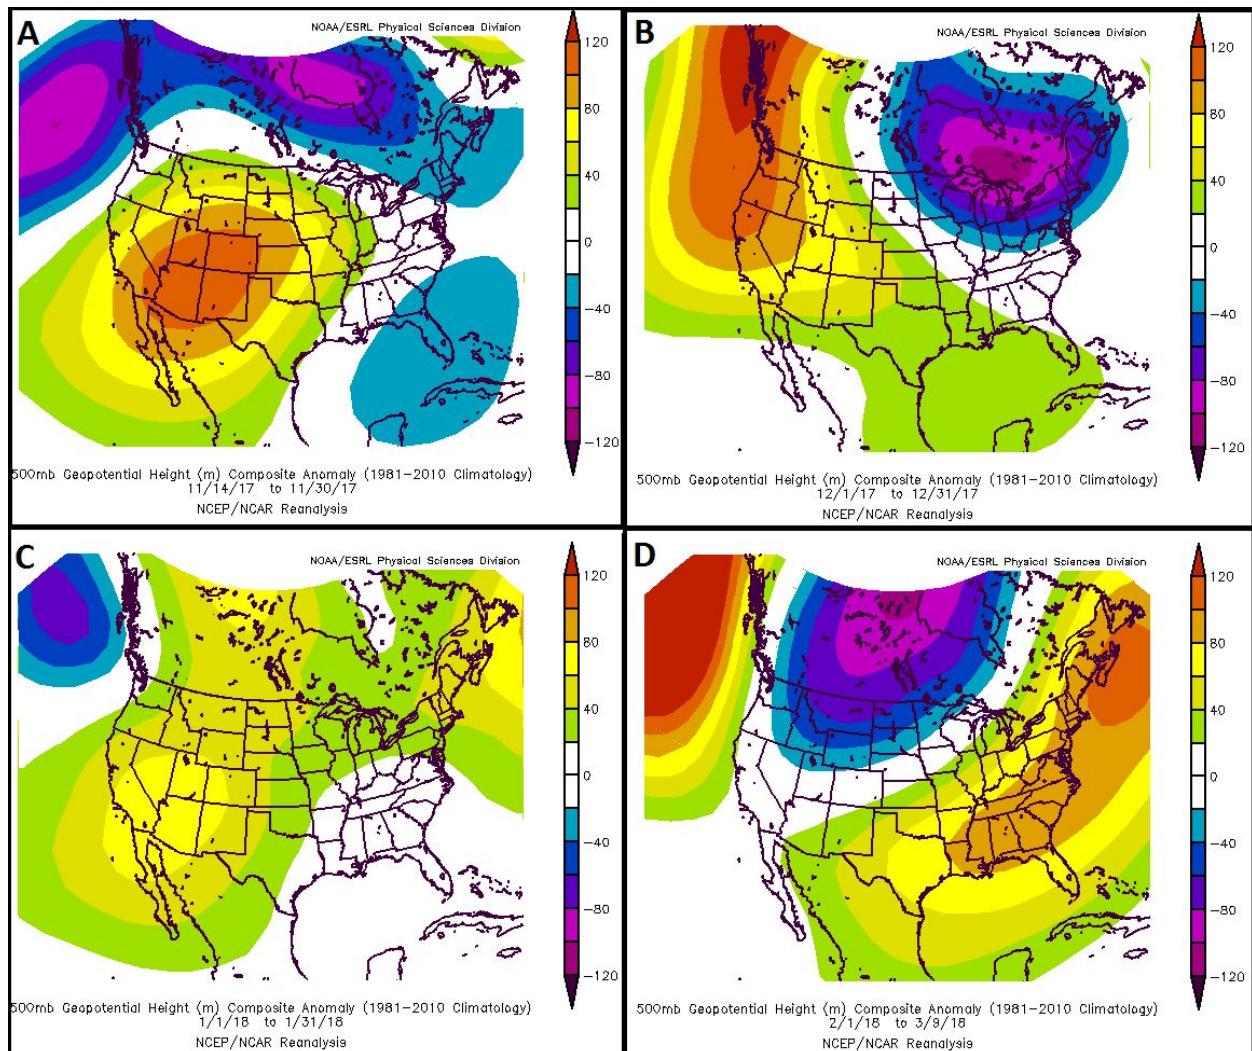 A
NOAA/ESRL Physical Sciences Division
120
80
40
0
−40
−80
−120
500mb Geopotential Height (m) Composite Anomaly (1981−2010 Climatology)
11/14/17 to 11/30/17
NCEP/NCAR Reanalysis
B
NOAA/ESRL Physical Sciences Division
120
80
40
0
−40
−80
−120
500mb Geopotential Height (m) Composite Anomaly (1981−2010 Climatology)
12/1/17 to 12/31/17
NCEP/NCAR Reanalysis
C
NOAA/ESRL Physical Sciences Division
120
80
40
0
−40
−80
−120
500mb Geopotential Height (m) Composite Anomaly (1981−2010 Climatology)
1/1/18 to 1/31/18
NCEP/NCAR Reanalysis
D
NOAA/ESRL Physical Sciences Division
120
80
40
0
−40
−80
−120
500mb Geopotential Height (m) Composite Anomaly (1981−2010 Climatology)
2/1/18 to 3/9/18
NCEP/NCAR Reanalysis